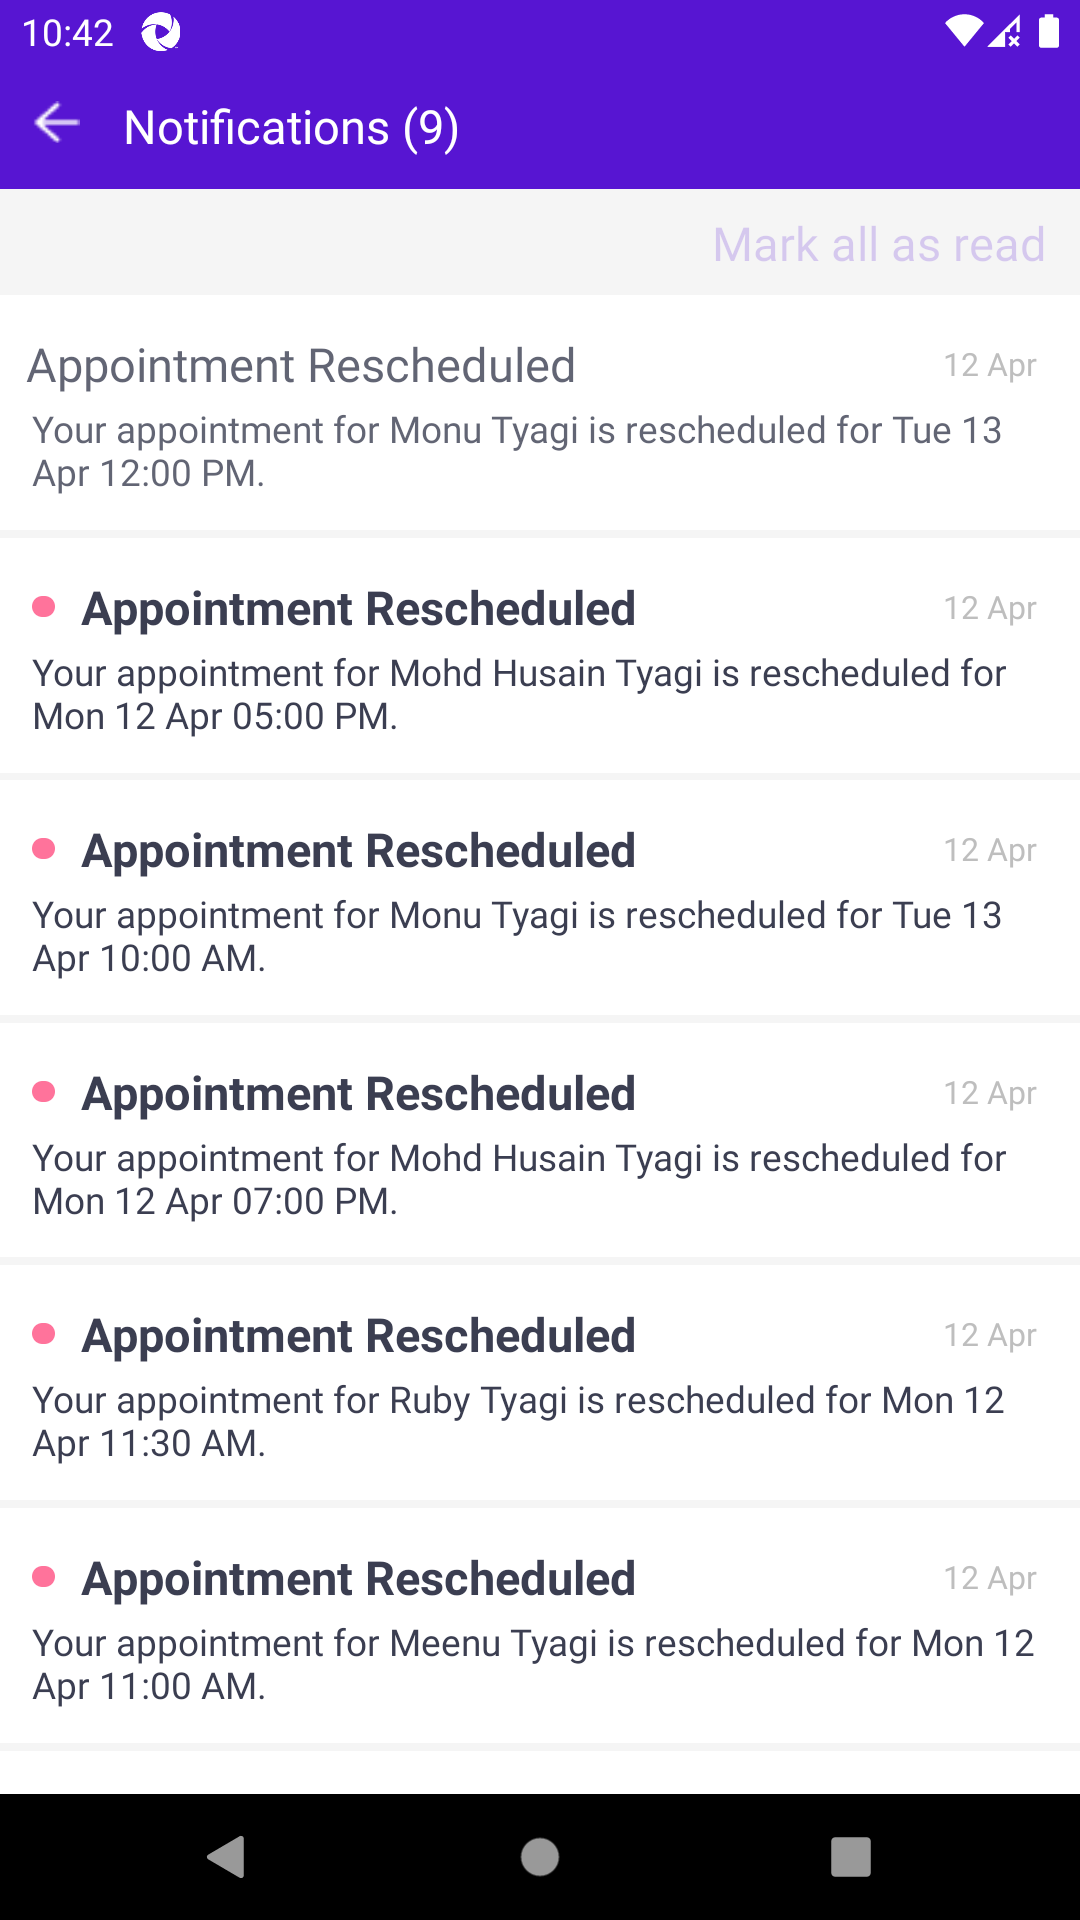 10:42
Notifications (9)
Mark all as read
Appointment Rescheduled
12 Apr
Your appointment for Monu Tyagi is rescheduled for Tue 13
Apr 12:00 PM.
Appointment Rescheduled
12 Apr
Your appointment for Mohd Husain Tyagi is rescheduled for
Mon 12 Apr 05:00 PM.
Appointment Rescheduled
12 Apr
Your appointment for Monu Tyagi is rescheduled for Tue 13
Apr 10:00 AM.
Appointment Rescheduled
12 Apr
Your appointment for Mohd Husain Tyagi is rescheduled for
Mon 12 Apr 07:00 PM.
Appointment Rescheduled
12 Apr
Your appointment for Ruby Tyagi is rescheduled for Mon 12
Apr 11:30 AM.
Appointment Rescheduled
12 Apr
Your appointment for Meenu Tyagi is rescheduled for Mon 12
Apr 11:00 AM.